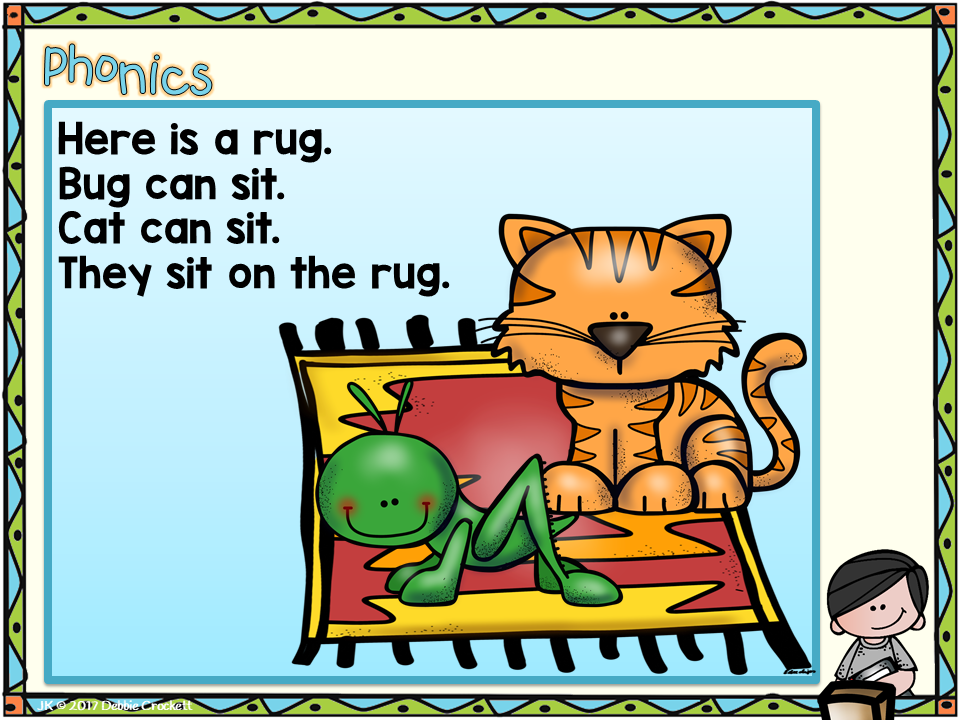 Phonics
Here is a rug.
Bug can sit.
Cat can sit.
They sit on the rug.
JK © 2017 Debbie Crockett